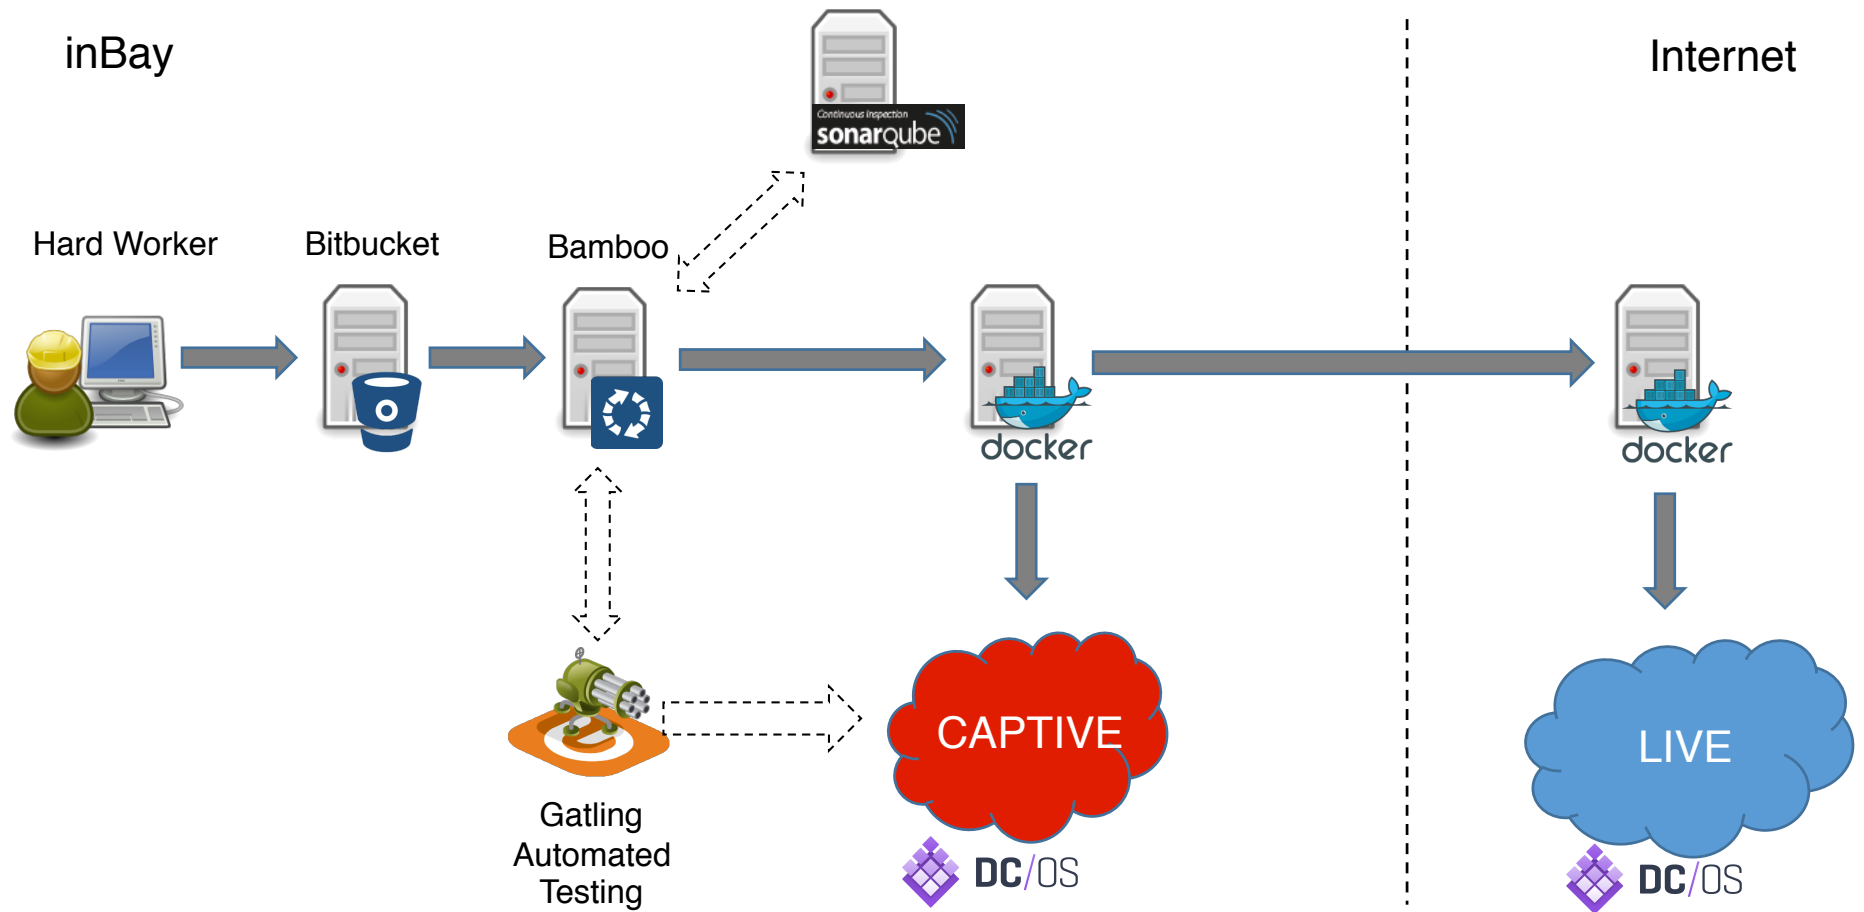 inBay
Internet
Continuous Inspection
sonarqube
Hard Worker
Bitbucket
Bamboo
docker
docker
CAPTIVE
LIVE
Gatling
Automated
Testing
DC/OS
DC/OS